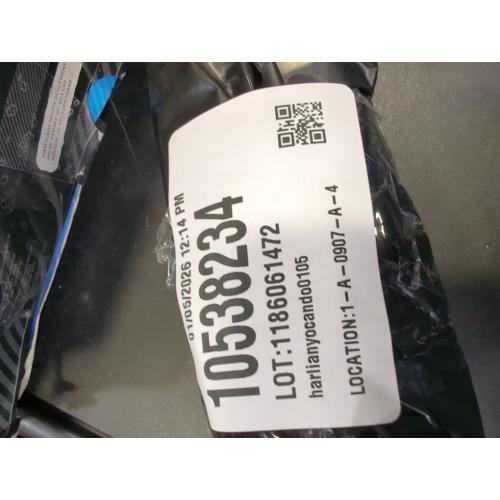 01/05/2026 12:14 PM
10538234
LOT:1186061472
harlianyocando0105
LOCATION:1-A-0907-A-4